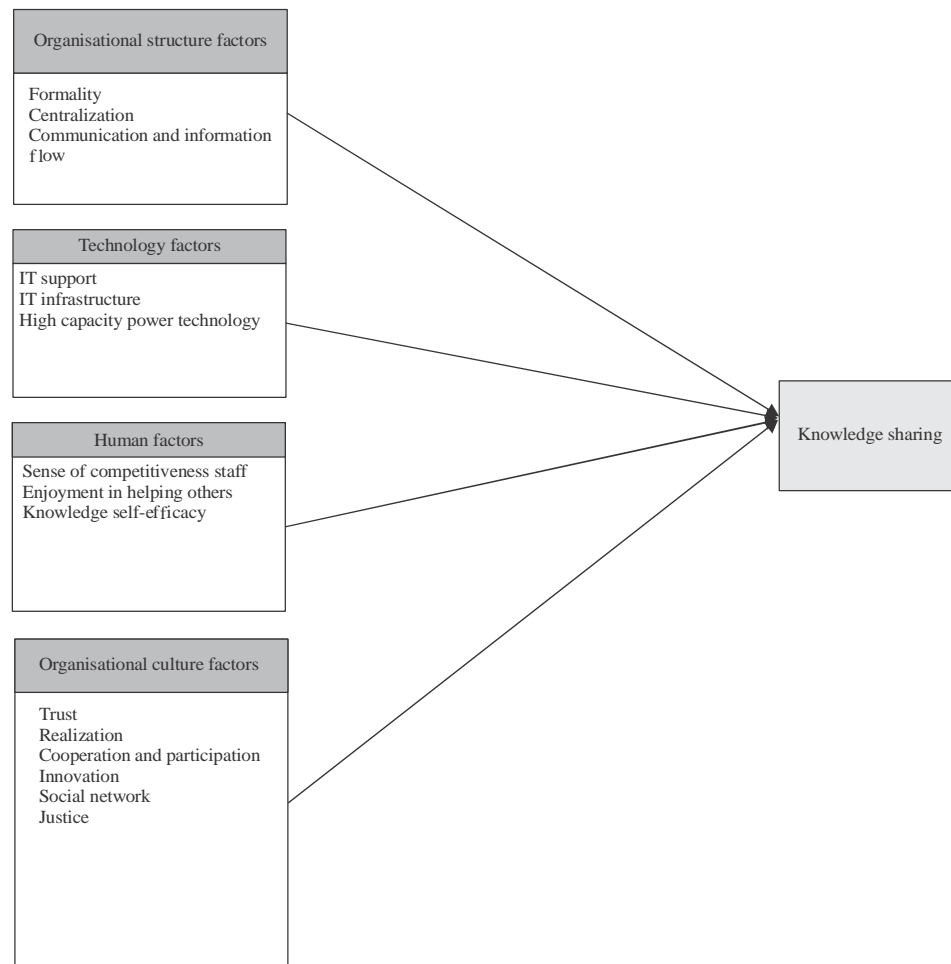 Organisational structure factors
Formality
Centralization
Communication and information
flow
Technology factors
IT support
IT infrastructure
High capacity power technology
Human factors
Sense of competitiveness staff
Enjoyment in helping others
Knowledge self-efficacy
Organisational culture factors
Trust
Realization
Cooperation and participation
Innovation
Social network
Justice
Knowledge sharing